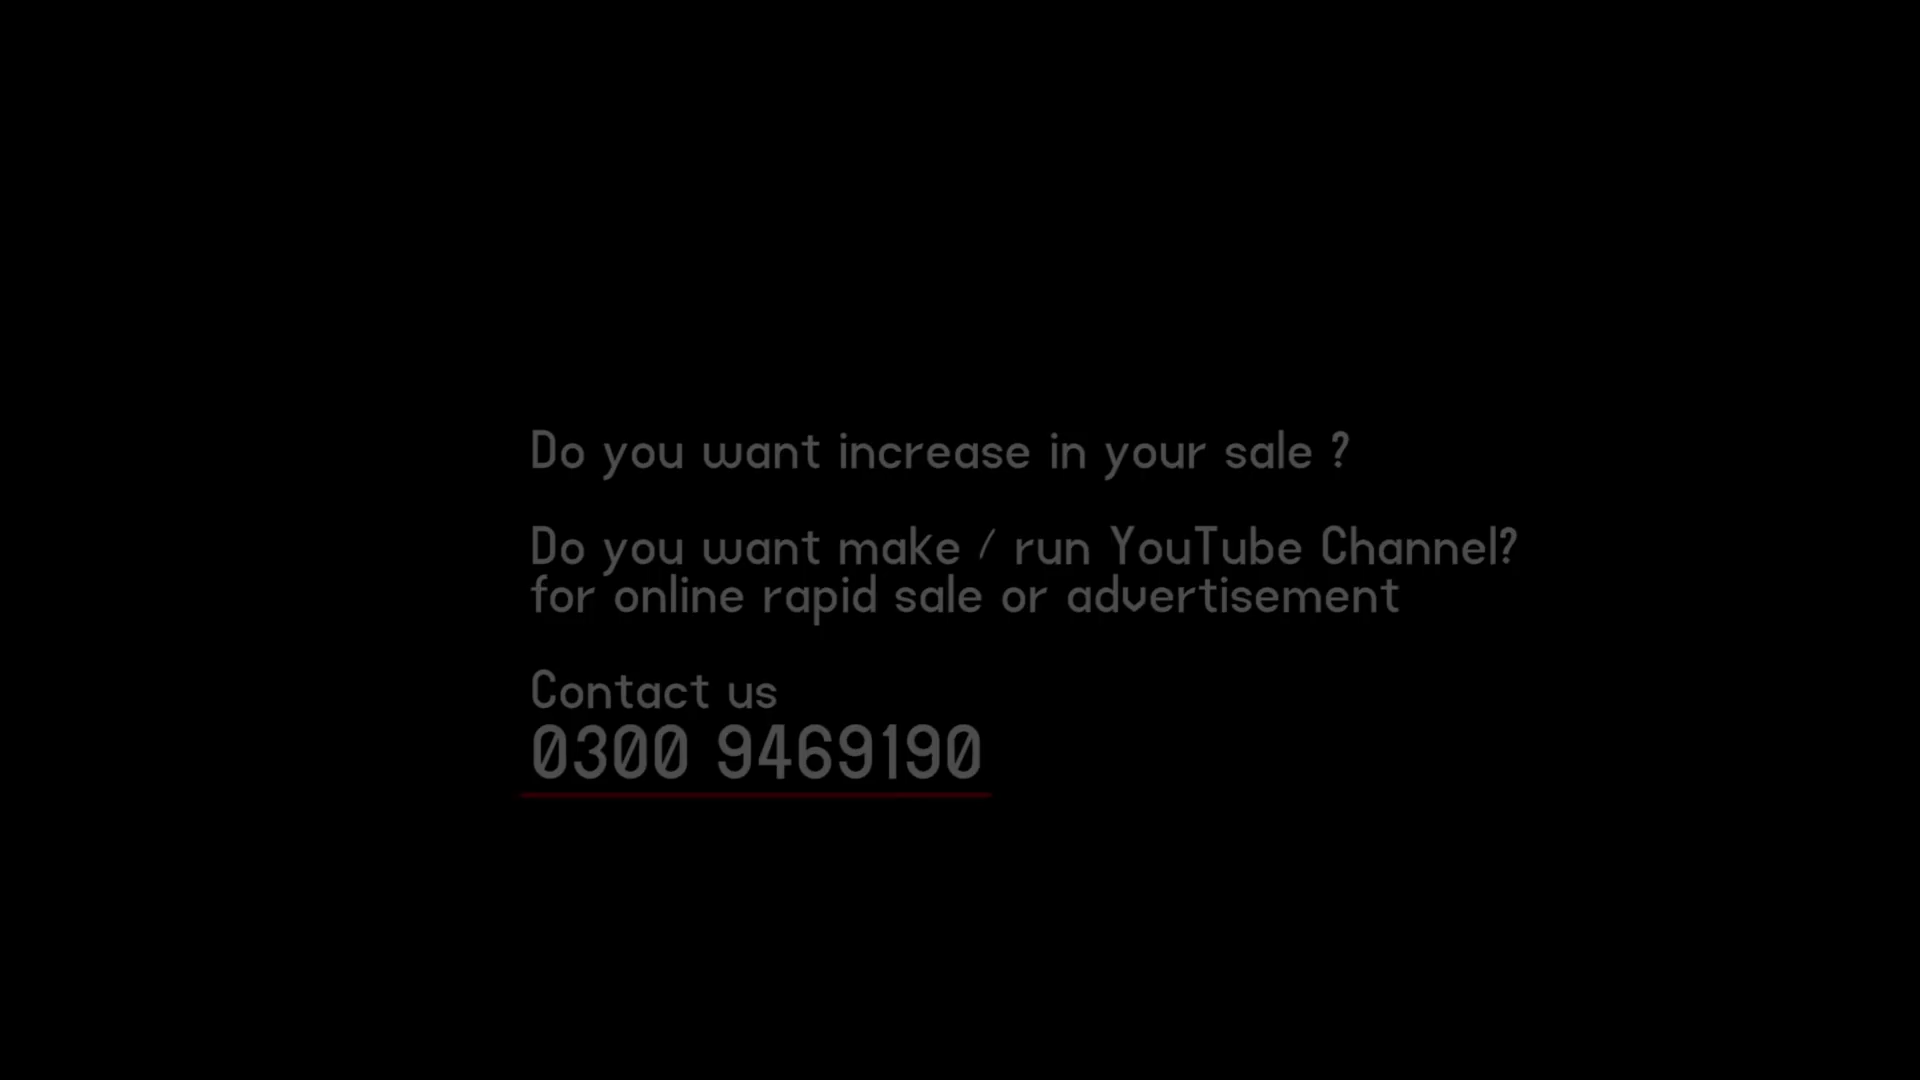 Do you want increase in your sale ?
Do you want make / run YouTube Channel?
for online rapid sale or advertisement
Contact us
0300 9469190